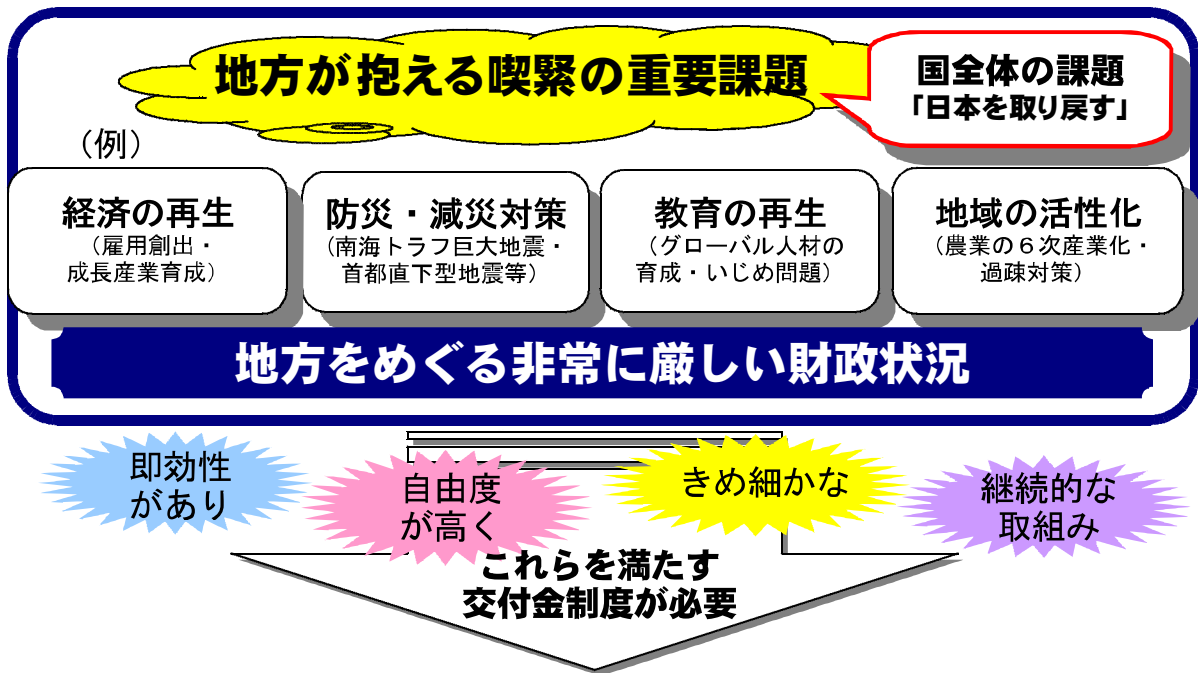 地方が抱える喫緊の重要課題
国全体の課題
「日本を取り戻す」
（例）
経済の再生
（雇用創出・
成長産業育成）
防災・減災対策
（南海トラフ巨大地震・
首都直下型地震等）
教育の再生
（グローバル人材の
育成・いじめ問題）
地域の活性化
（農業の６次産業化・
過疎対策）
地方をめぐる非常に厳しい財政状況
即効性
があり
自由度
が高く
きめ細かな
継続的な
取組み
これらを満たす
交付金制度が必要